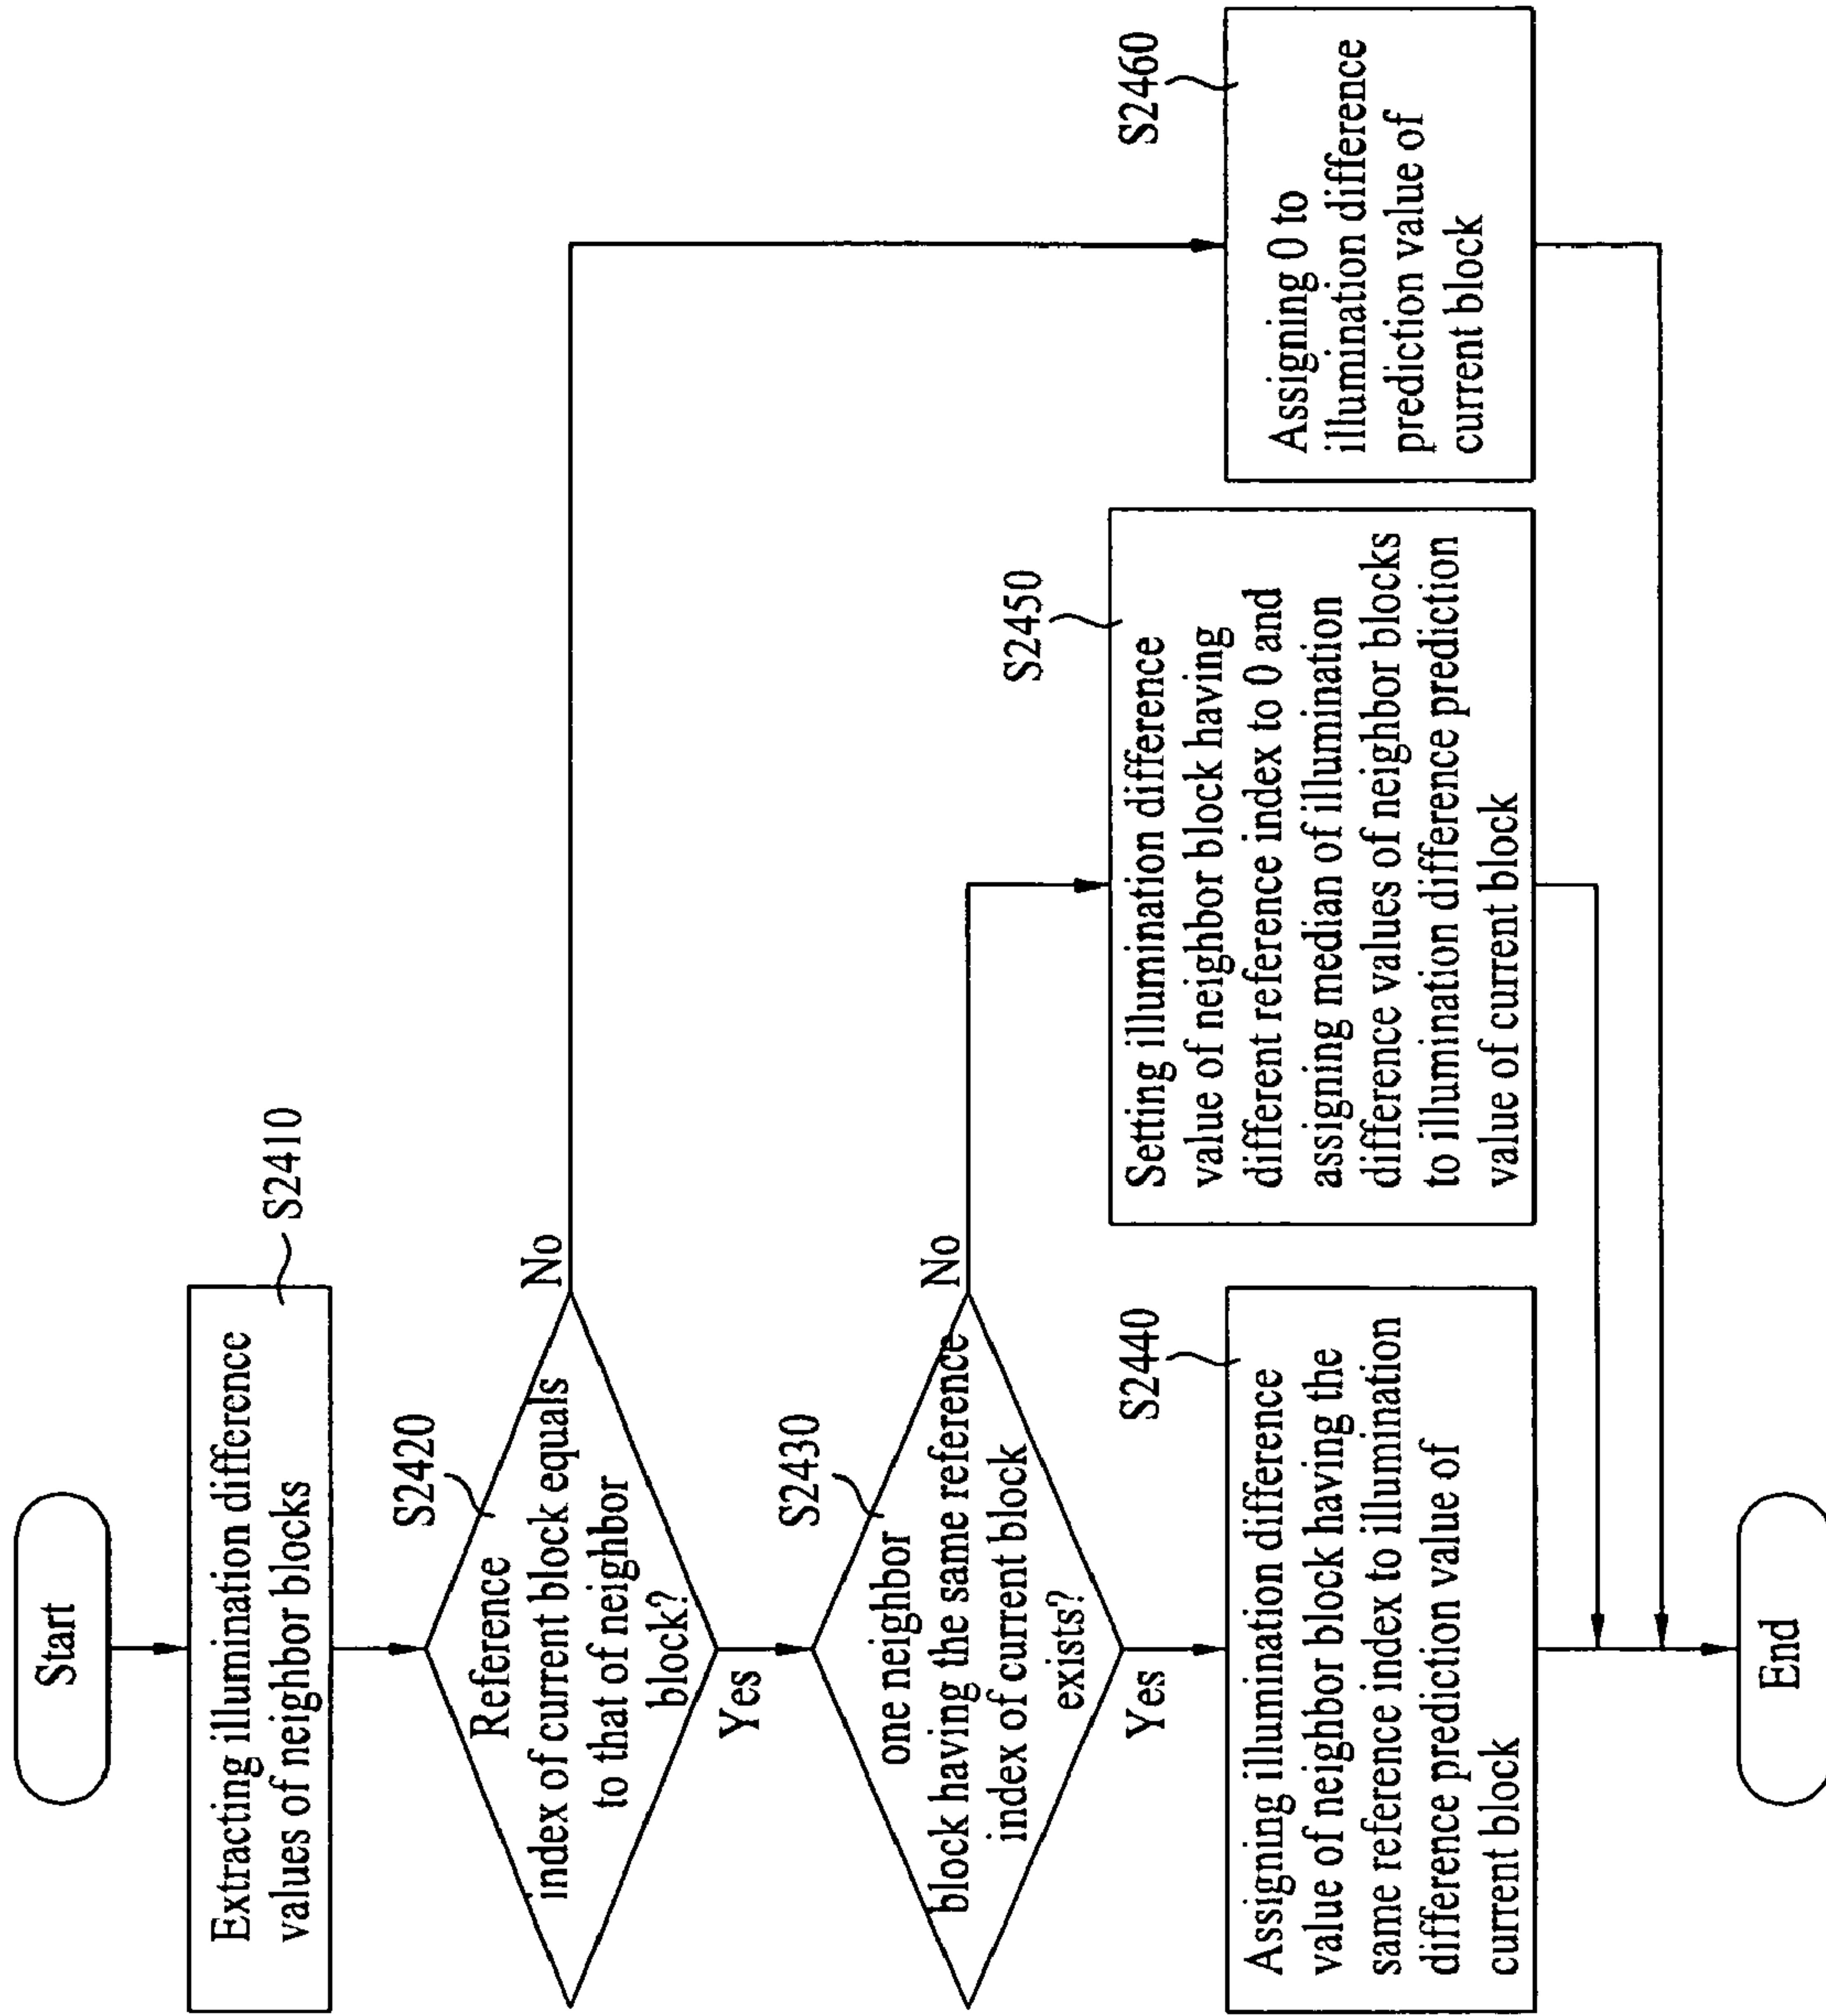 Start
Extracting illumination difference
values of neighbor blocks
S2410
S2420
Reference
index of current block equals
to that of neighbor
block?
No
Yes
S2430
one neighbor
block having the same reference
index of current block
exists?
No
Yes
S2440
Assigning illumination difference
value of neighbor block having the
same reference index to illumination
difference prediction value of
current block
S2450
Setting illumination difference
value of neighbor block having
different reference index to 0 and
assigning median of illumination
difference values of neighbor blocks
to illumination difference prediction
value of current block
S2460
Assigning 0 to
illumination difference
prediction value of
current block
End